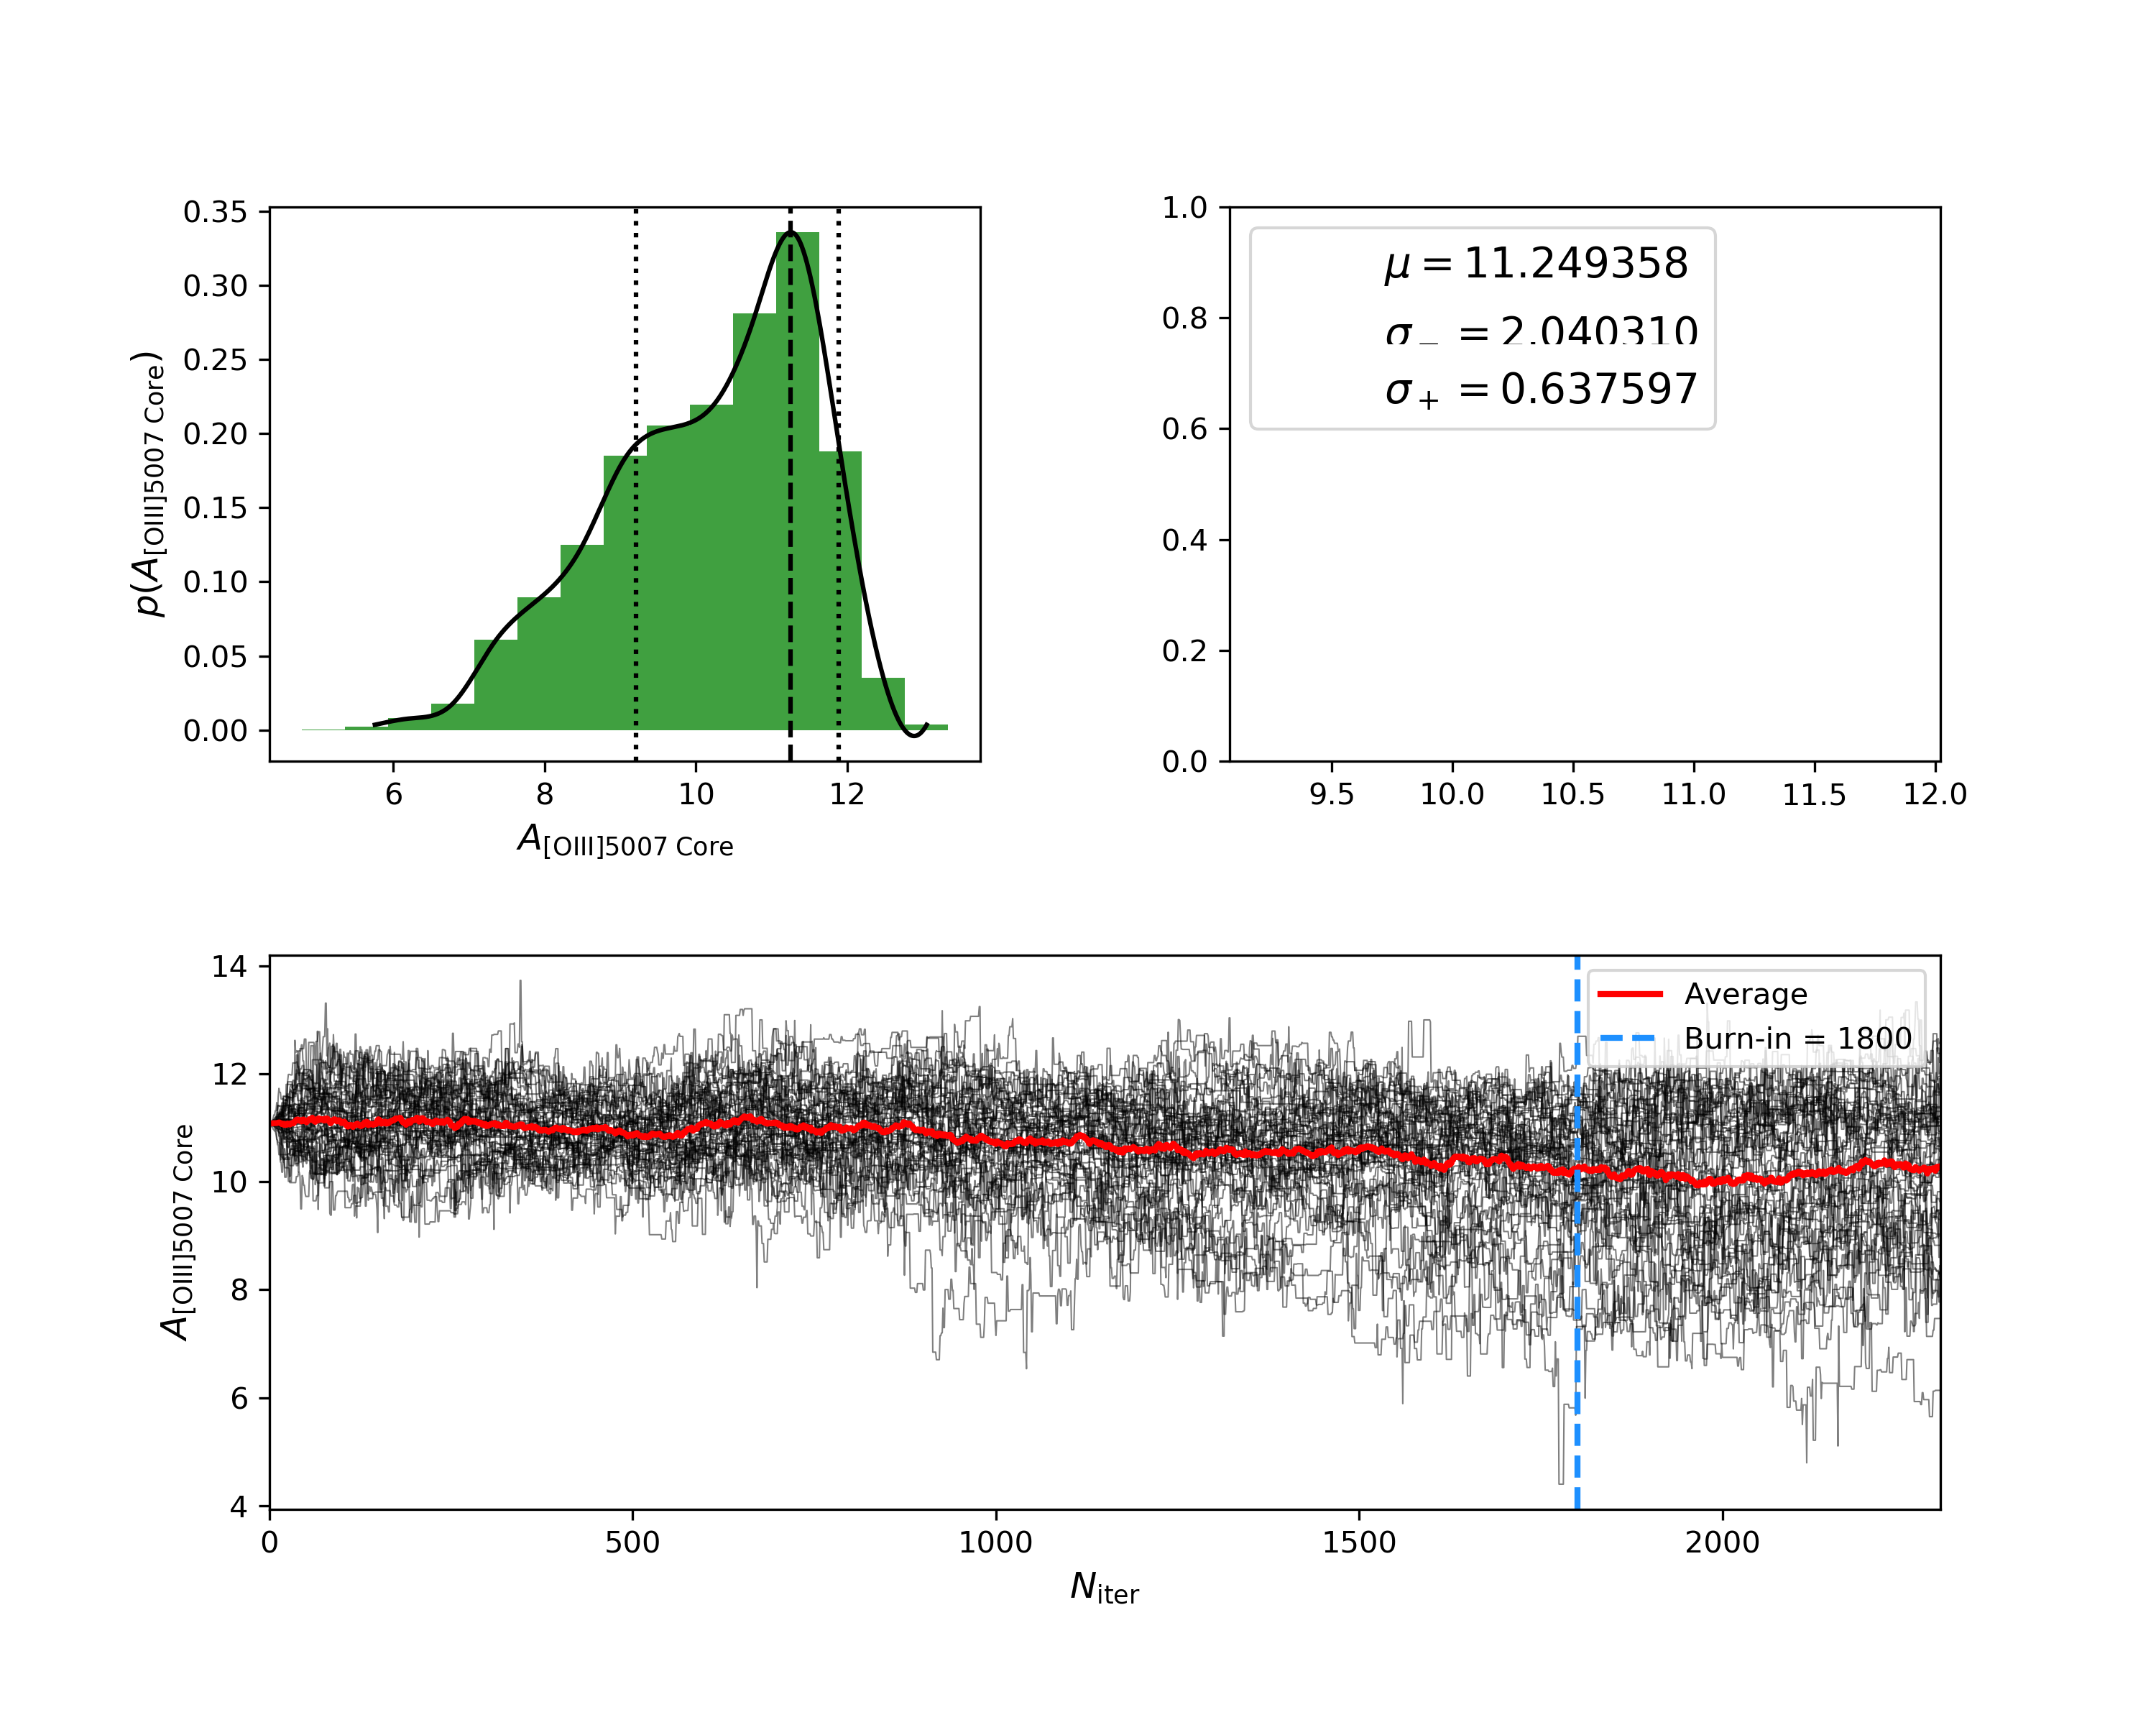 0.35
0.30
0.25
0.20
0.15
0.10
0.05
0.00
p(A[OIII]5007 Core)
6 8 10 12
A[OIII]5007 Core
1.0
0.8
0.6
0.4
0.2
0.0
μ = 11.249358
σ− = 2.040310
σ+ = 0.637597
9.5 10.0 10.5 11.0 11.5 12.0
14
12
10
8
6
4
A[OIII]5007 Core
Average
Burn-in = 1800
0 500 1000 1500 2000
Niter